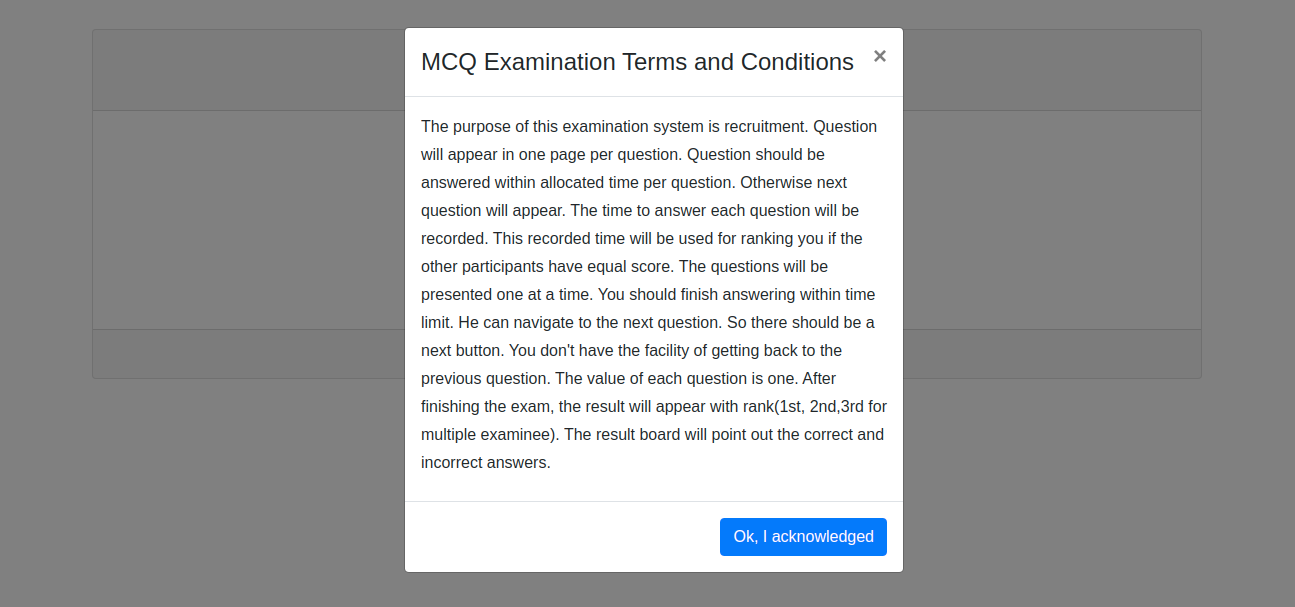 MCQ Examination Terms and Conditions ×
The purpose of this examination system is recruitment. Question
will appear in one page per question. Question should be
answered within allocated time per question. Otherwise next
question will appear. The time to answer each question will be
recorded. This recorded time will be used for ranking you if the
other participants have equal score. The questions will be
presented one at a time. You should finish answering within time
limit. He can navigate to the next question. So there should be a
next button. You don't have the facility of getting back to the
previous question. The value of each question is one. After
finishing the exam, the result will appear with rank(1st, 2nd,3rd for
multiple examinee). The result board will point out the correct and
incorrect answers.
Ok, I acknowledged